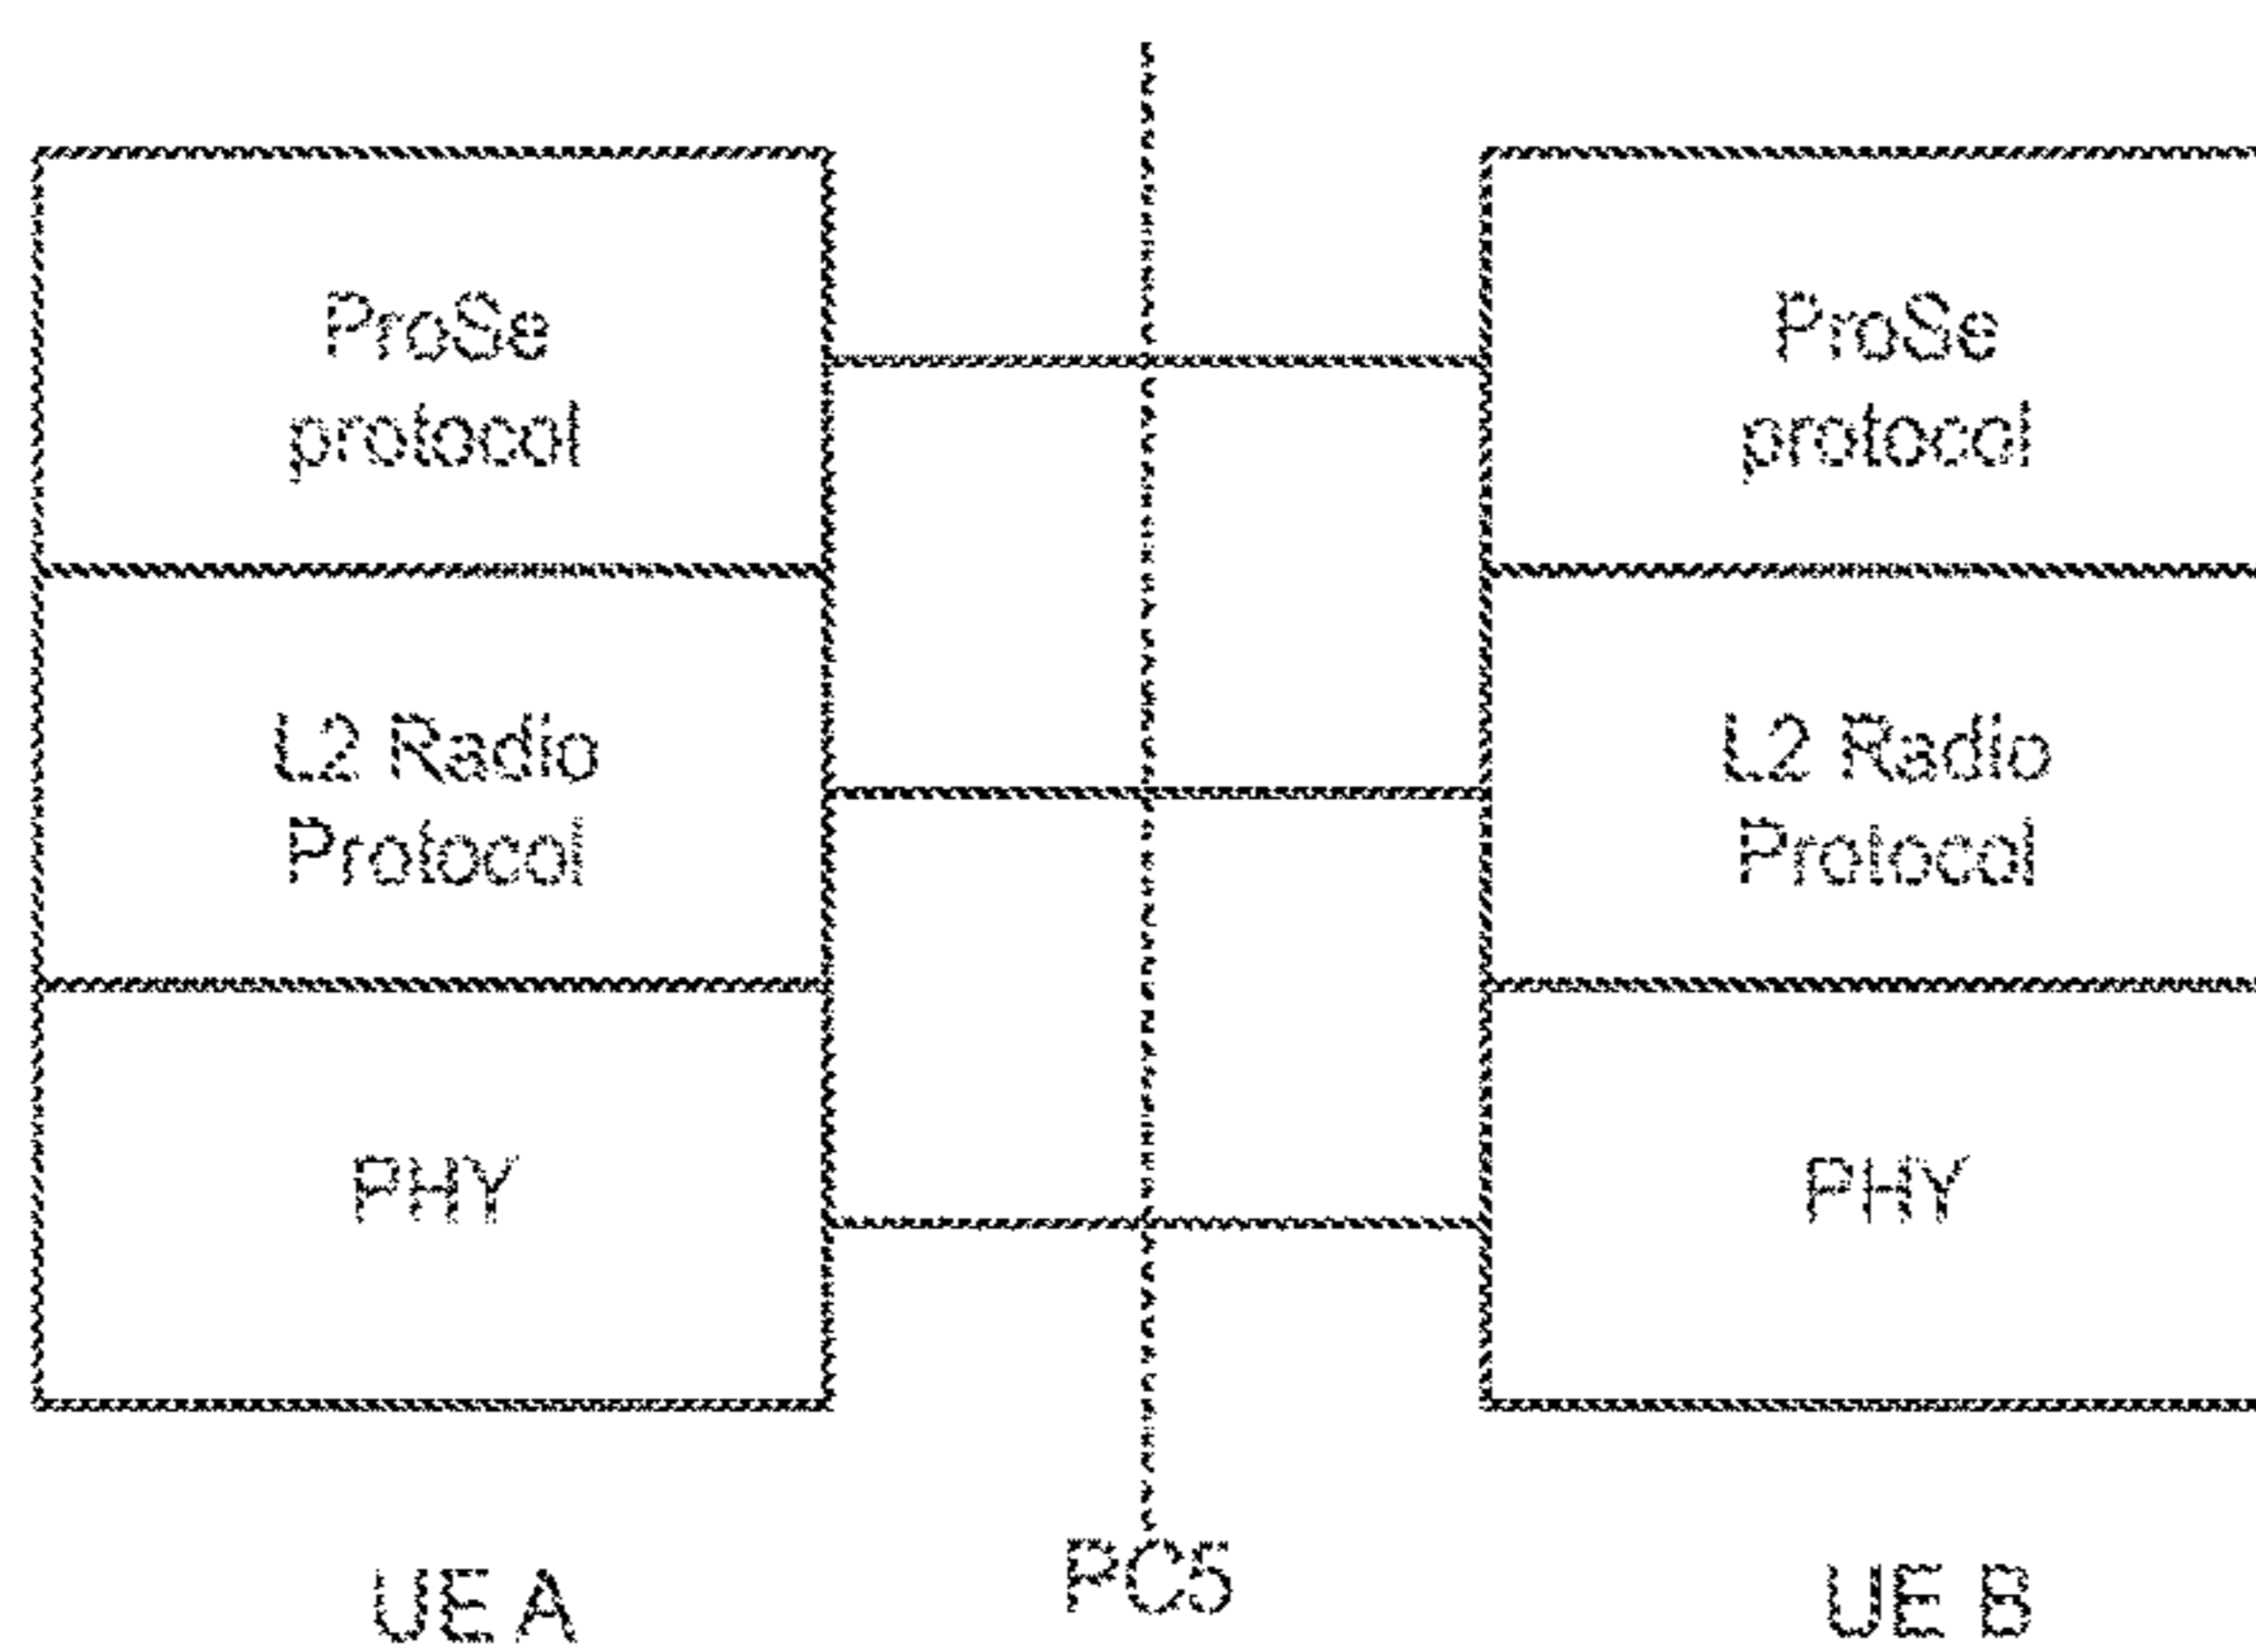 ProSe
protocol
L2 Radio
Protocol
PHY
UE A
PC5
ProSe
protocol
L2 Radio
Protocol
PHY
UE B